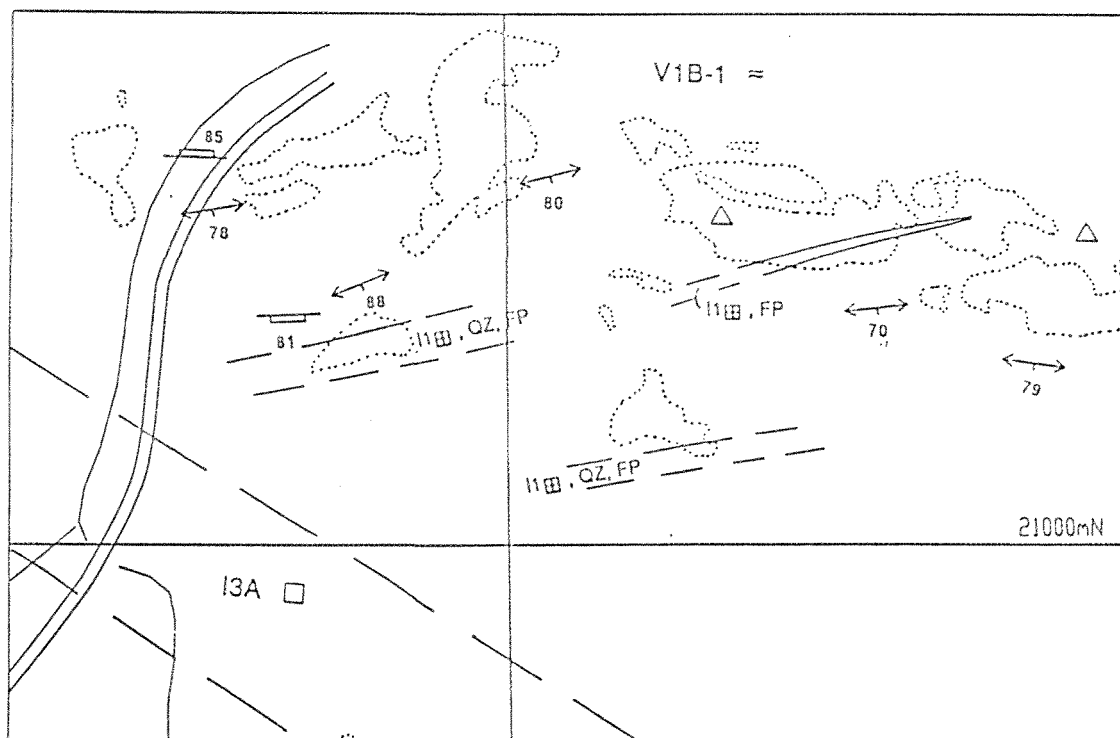 V1B-1 ≈
85
80
78
88
I1⊞, FP
I1⊞, QZ, FP
81
70
79
I1⊞, QZ, FP
21000mN
I3A □